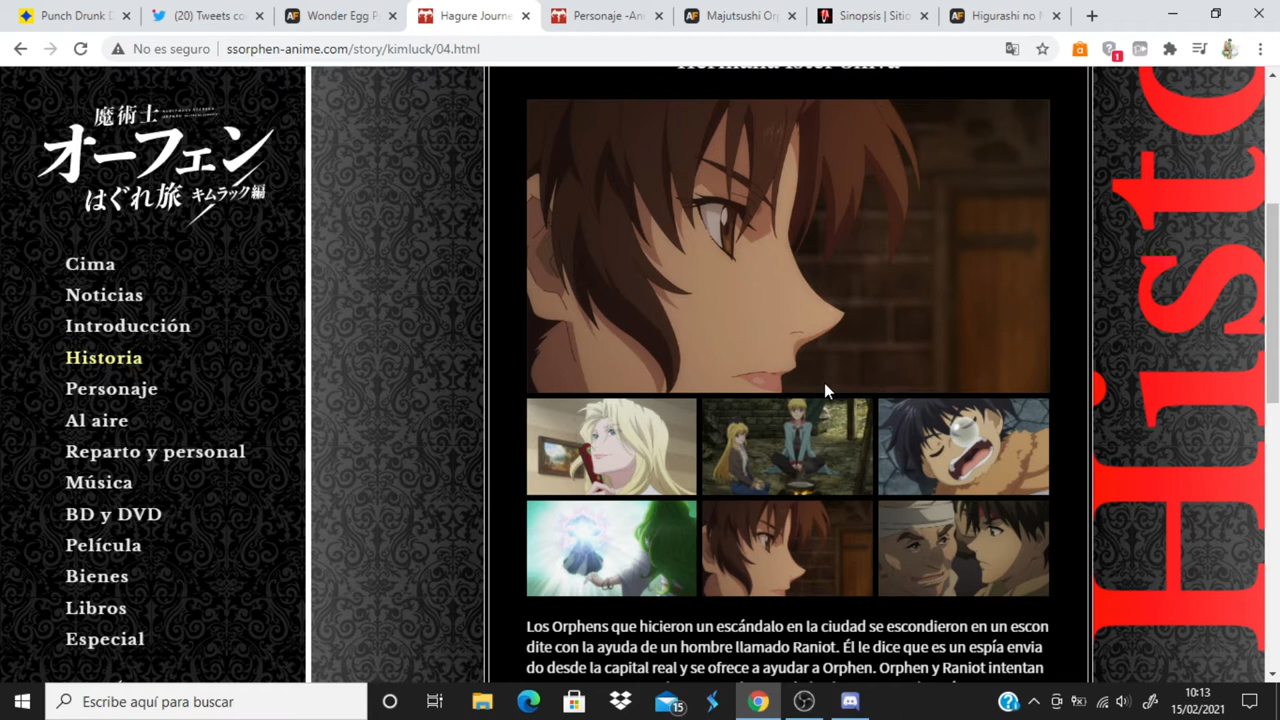 Punch Drunk D
(20) Tweets co
Wonder Egg P
Hagure Journe
Personaje -Ani
Majutsushi Orp
Sinopsis | Sitio
Higurashi no N
No es seguro
ssorphen-anime.com/story/kimluck/04.html
1
魔術士
オーフェン
はぐれ旅 キムラック編
Cima
Noticias
Introducción
Historia
Personaje
Al aire
Reparto y personal
Música
BD y DVD
Película
Bienes
Libros
Especial
Los Orphens que hicieron un escándalo en la ciudad se escondieron en un escon
dite con la ayuda de un hombre llamado Raniot. Él le dice que es un espía envia
do desde la capital real y se ofrece a ayudar a Orphen. Orphen y Raniot intentan
Histo
Escribe aquí para buscar
15
10:13
15/02/2021